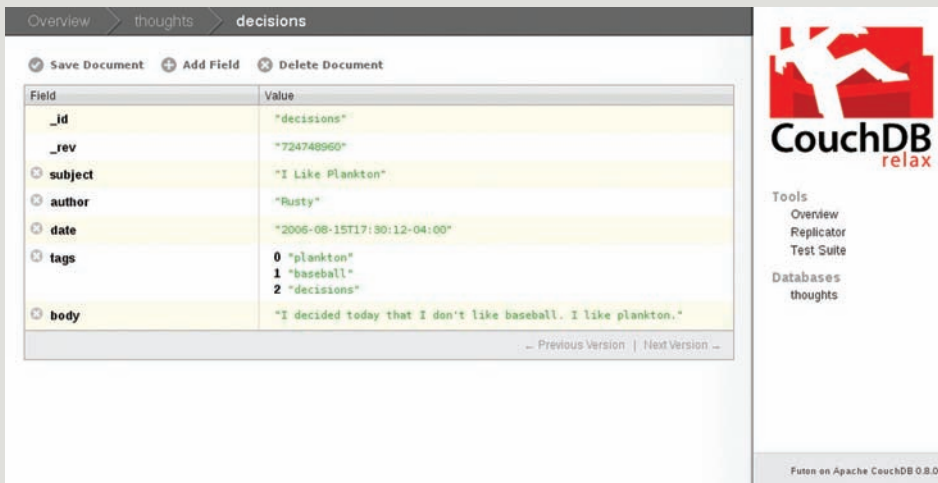 Overview thoughts decisions
Save Document Add Field Delete Document
Field Value
_id "decisions"
_rev "724748960"
subject "I Like Plankton"
author "Rusty"
date "2006-08-15T17:30:12-04:00"
tags 0 "plankton"
1 "baseball"
2 "decisions"
body "I decided today that I don't like baseball. I like plankton."
← Previous Version | Next Version →
CouchDB
relax
Tools
Overview
Replicator
Test Suite
Databases
thoughts
Futon on Apache CouchDB 0.8.0